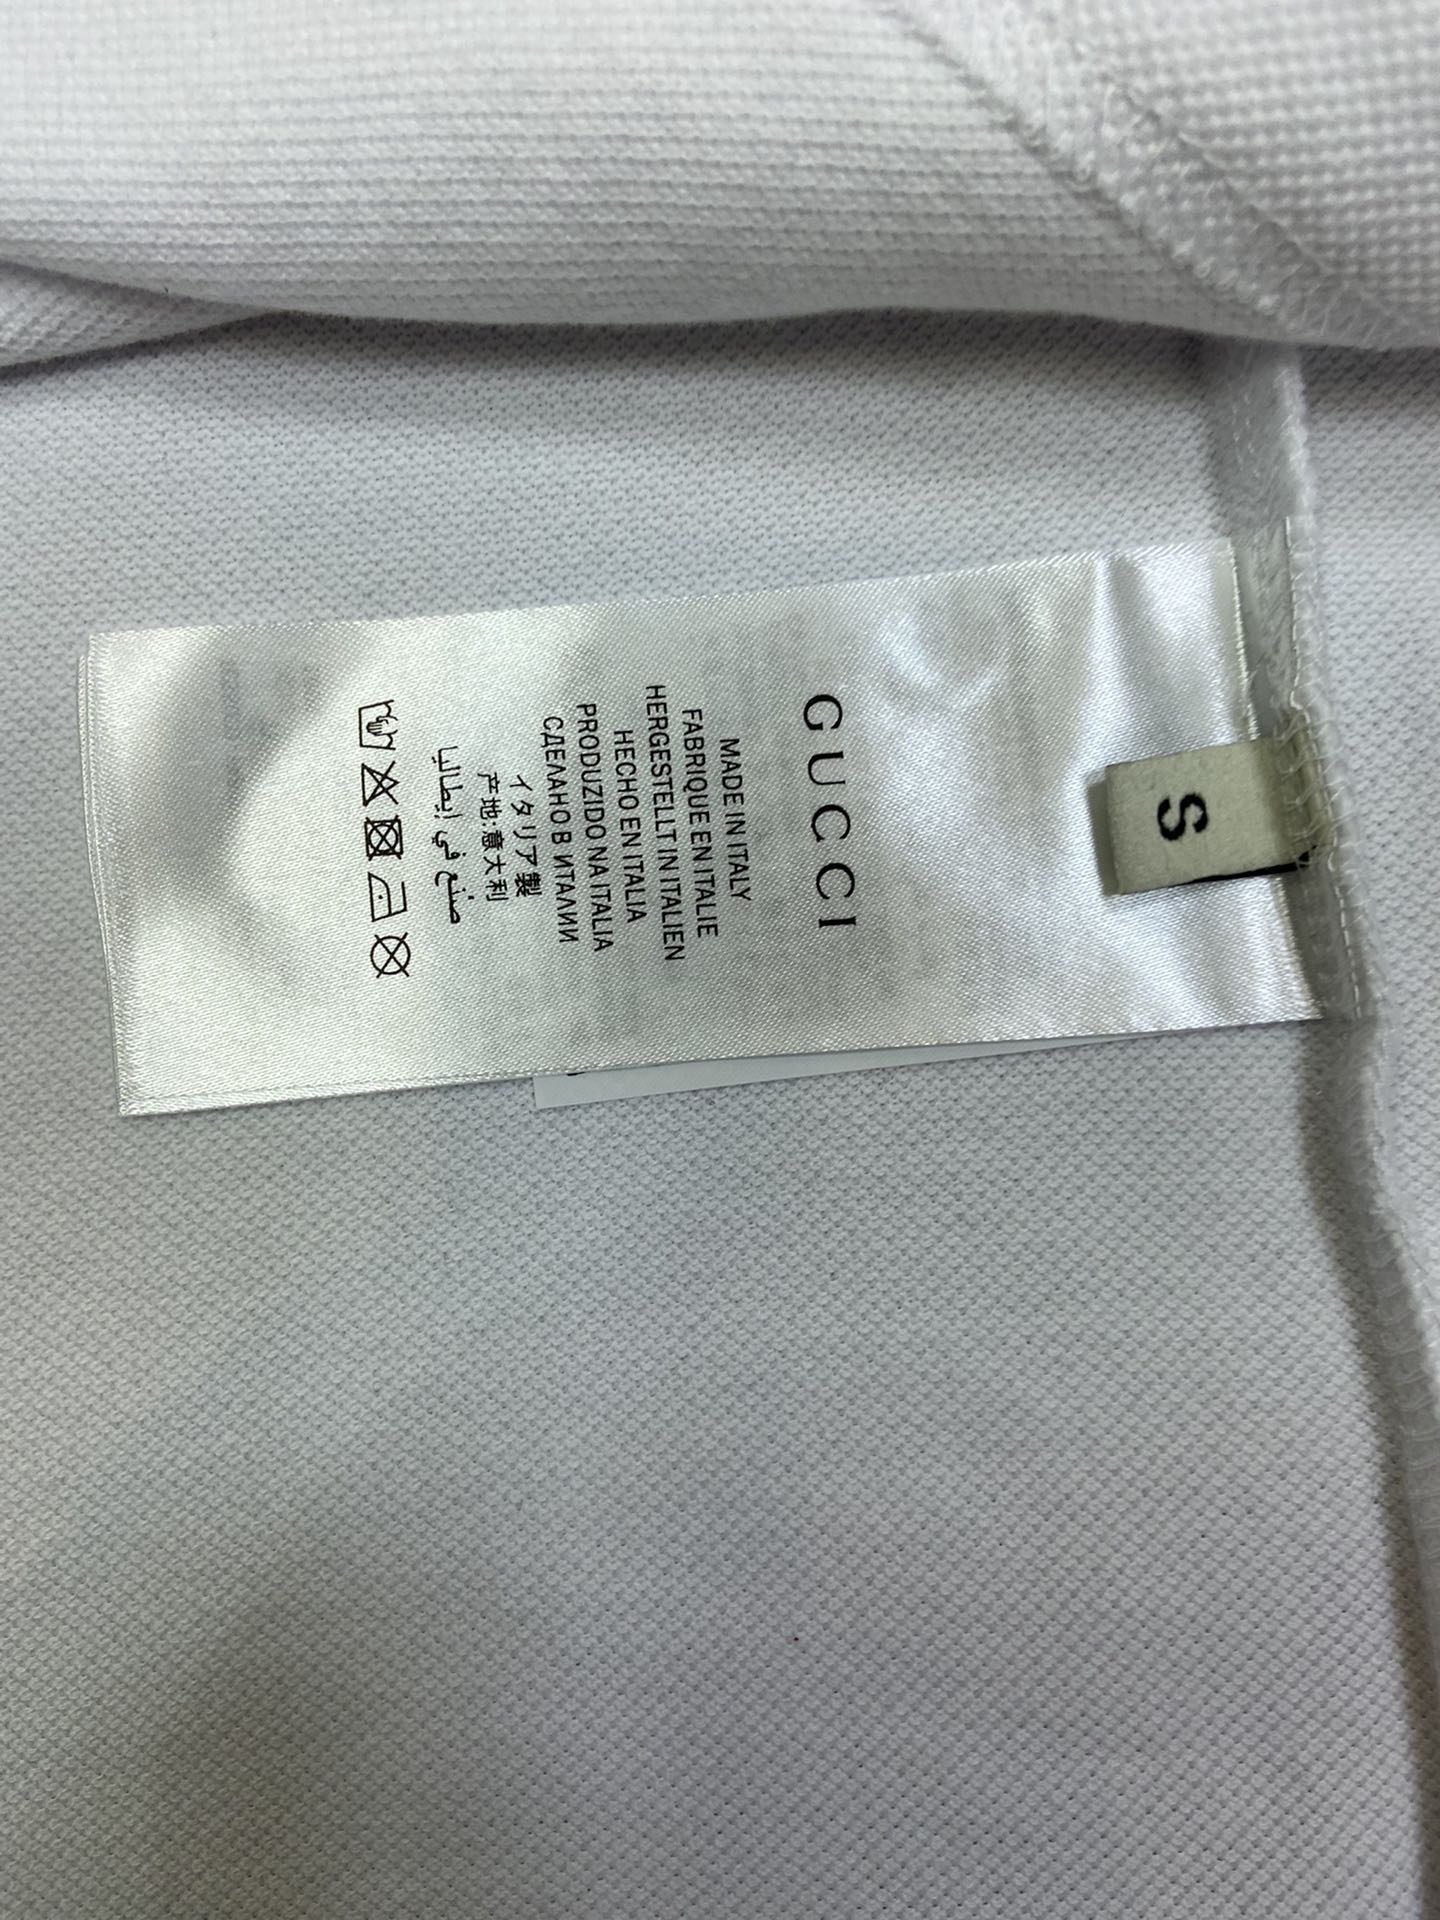 S
GUCCI
MADE IN ITALY
FABRIQUE EN ITALIE
HERGESTELLT IN ITALIEN
HECHO EN ITALIA
PRODUZIDO NA ITALIA
СДЕЛАНО В ИТАЛИИ
イタリア製
产地:意大利
صنع في إيطاليا